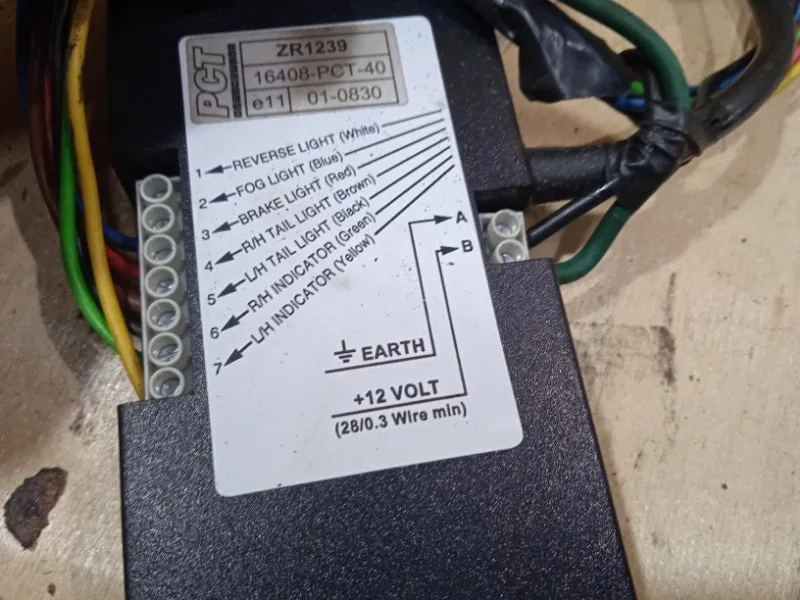 PCT
ZR1239
16408-PCT-40
e11 01-0830
1 REVERSE LIGHT (White)
2 FOG LIGHT (Blue)
3 BRAKE LIGHT (Red)
4 R/H TAIL LIGHT (Brown)
5 L/H TAIL LIGHT (Black)
6 R/H INDICATOR (Green)
7 L/H INDICATOR (Yellow)
A
B
EARTH
+12 VOLT
(28/0.3 Wire min)